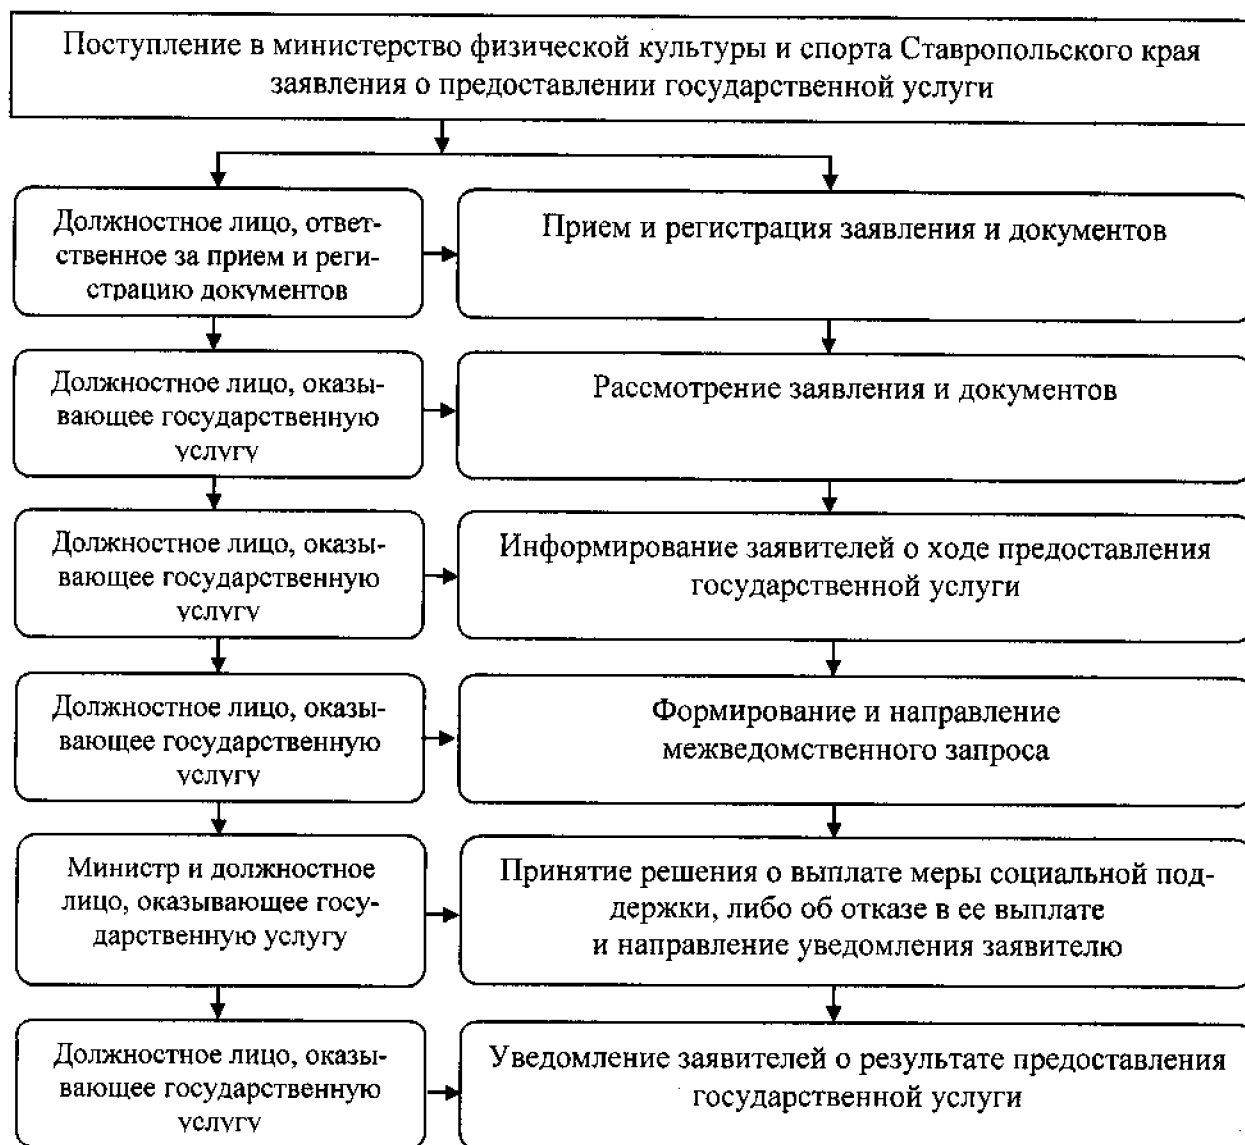 Поступление в министерство физической культуры и спорта Ставропольского края
заявления о предоставлении государственной услуги
Должностное лицо, ответ-
ственное за прием и реги-
страцию документов
Прием и регистрация заявления и документов
Должностное лицо, оказы-
вающее государственную
услугу
Рассмотрение заявления и документов
Должностное лицо, оказы-
вающее государственную
услугу
Информирование заявителей о ходе предоставления
государственной услуги
Должностное лицо, оказы-
вающее государственную
услугу
Формирование и направление
межведомственного запроса
Министр и должностное
лицо, оказывающее госу-
дарственную услугу
Принятие решения о выплате меры социальной под-
держки, либо об отказе в ее выплате
и направление уведомления заявителю
Должностное лицо, оказы-
вающее государственную
услугу
Уведомление заявителей о результате предоставления
государственной услуги